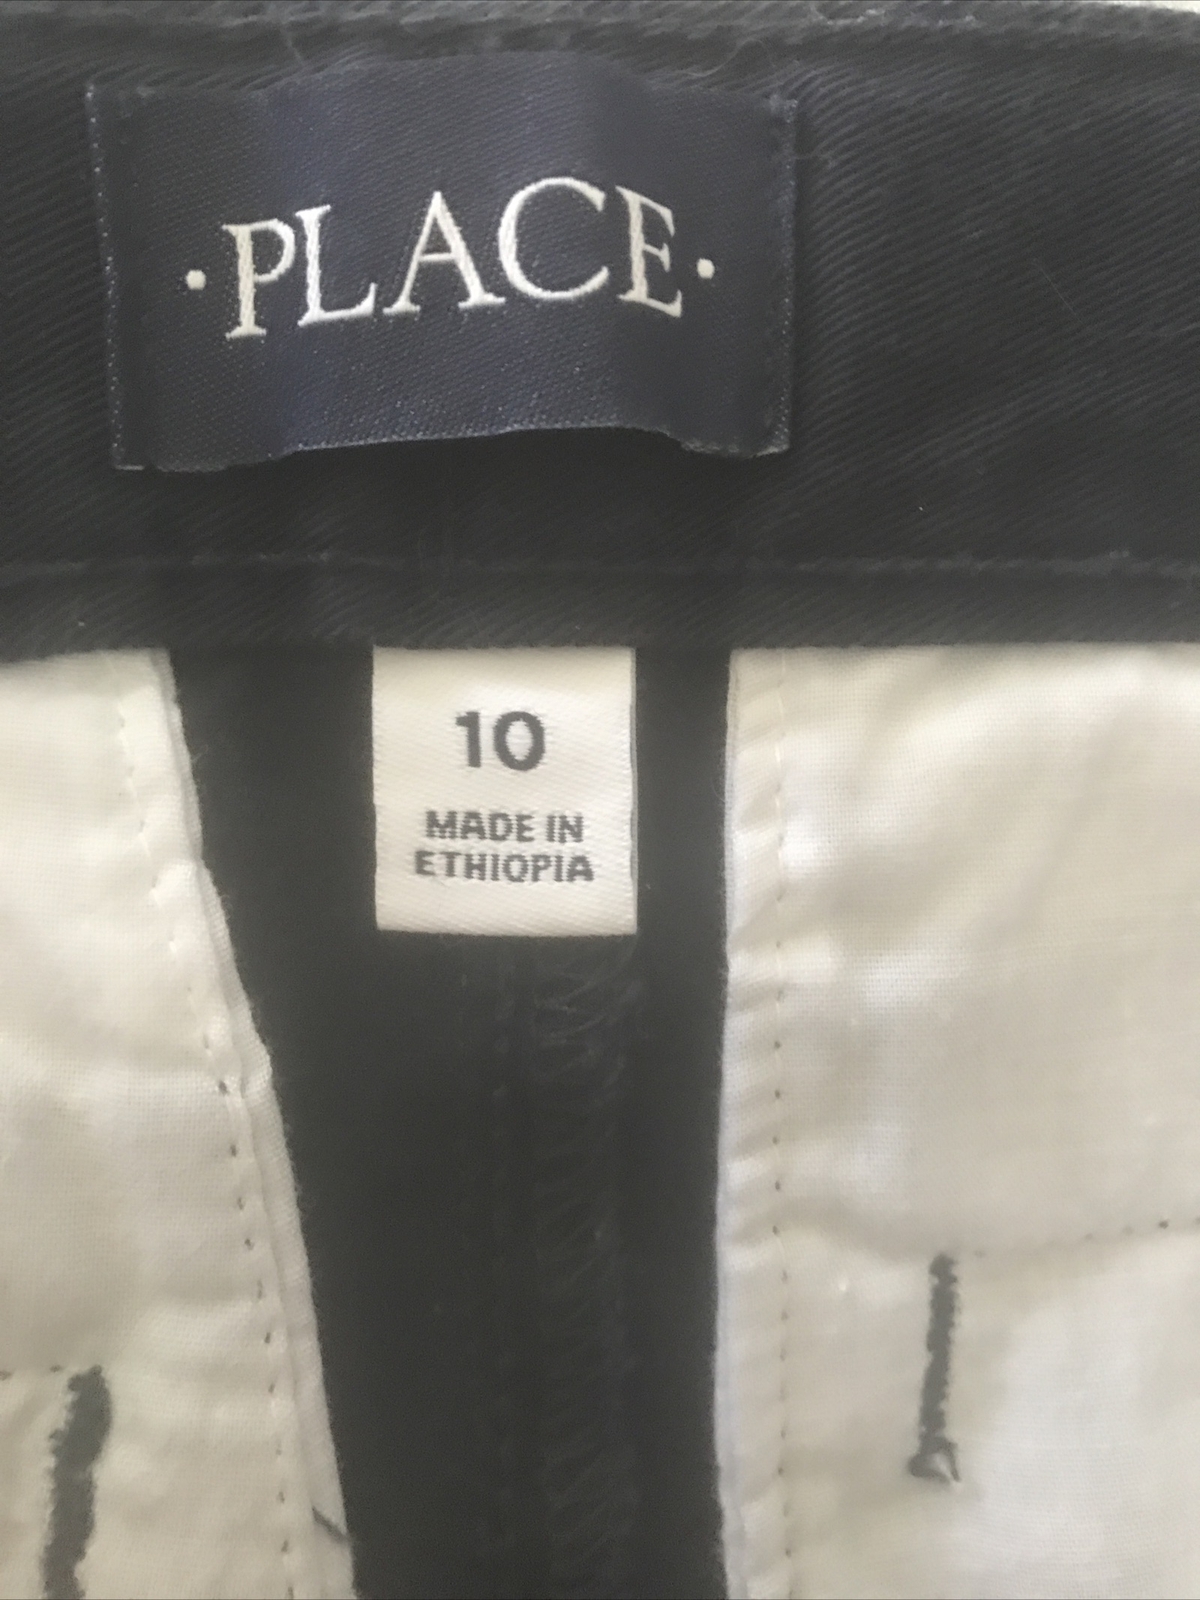 ·PLACE·
10
MADE IN
ETHIOPIA